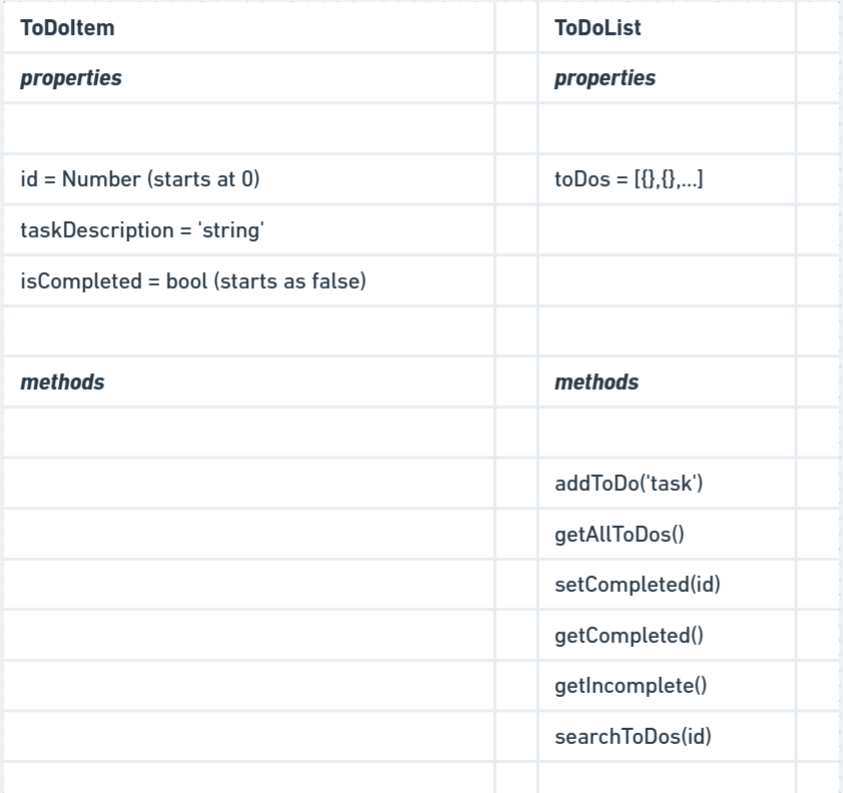 ToDoItem
ToDoList
properties
properties
id = Number (starts at 0)
toDos = [{},{},...]
taskDescription = 'string'
isCompleted = bool (starts as false)
methods
methods
addToDo('task')
getAllToDos()
setCompleted(id)
getCompleted()
getIncomplete()
searchToDos(id)